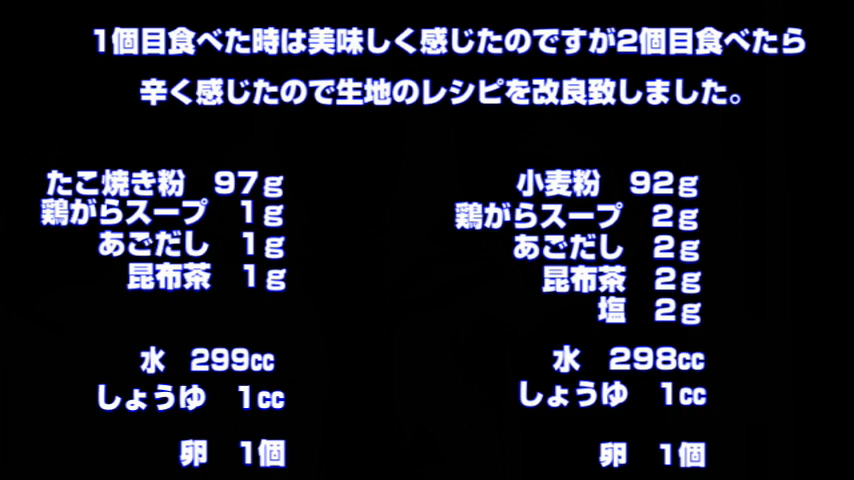 1個目食べた時は美味しく感じたのですが2個目食べたら
辛く感じたので生地のレシピを改良致しました。
たこ焼き粉　97g
鶏がらスープ　1g
あごだし　1g
昆布茶　1g
水　299cc
しょうゆ　1cc
卵　1個
小麦粉　92g
鶏がらスープ　2g
あごだし　2g
昆布茶　2g
塩　2g
水　298cc
しょうゆ　1cc
卵　1個